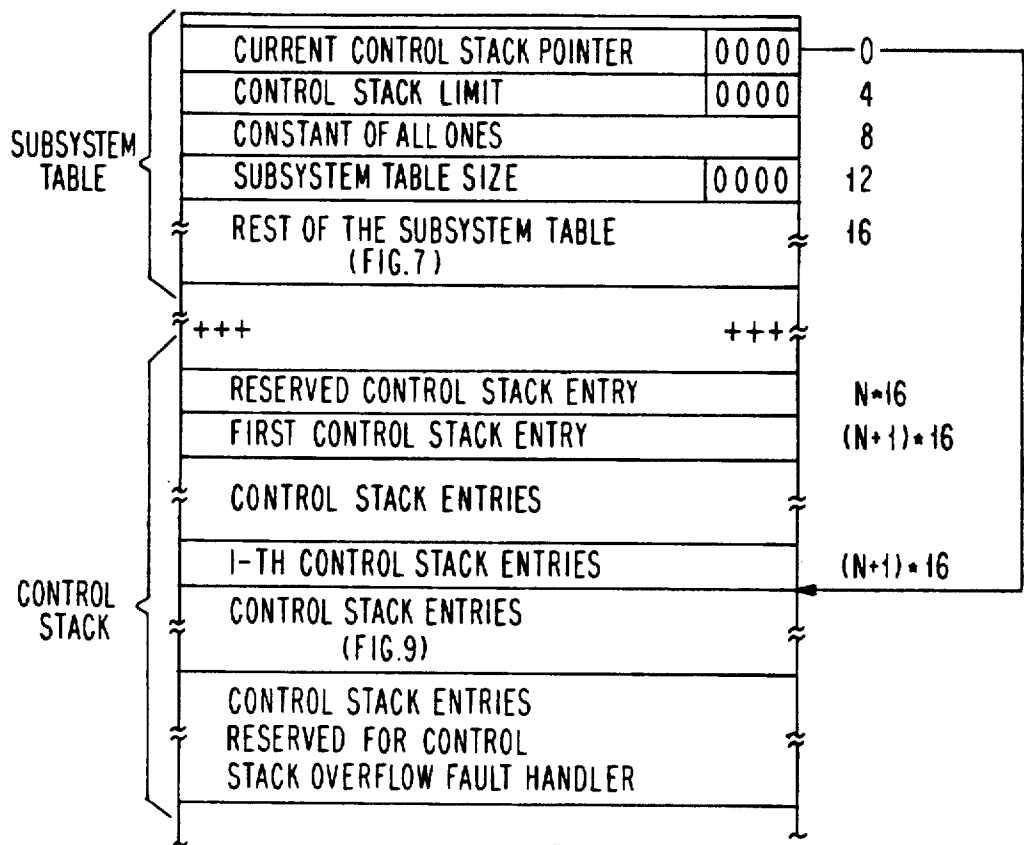 CURRENT CONTROL STACK POINTER 0000 0
CONTROL STACK LIMIT 0000 4
CONSTANT OF ALL ONES 8
SUBSYSTEM TABLE SIZE 0000 12
SUBSYSTEM
TABLE
REST OF THE SUBSYSTEM TABLE 16
(FIG.7)
+++ +++
RESERVED CONTROL STACK ENTRY N*16
FIRST CONTROL STACK ENTRY (N+1)*16
CONTROL STACK ENTRIES
I-TH CONTROL STACK ENTRIES (N+1)*16
CONTROL
STACK
CONTROL STACK ENTRIES
(FIG.9)
CONTROL STACK ENTRIES
RESERVED FOR CONTROL
STACK OVERFLOW FAULT HANDLER